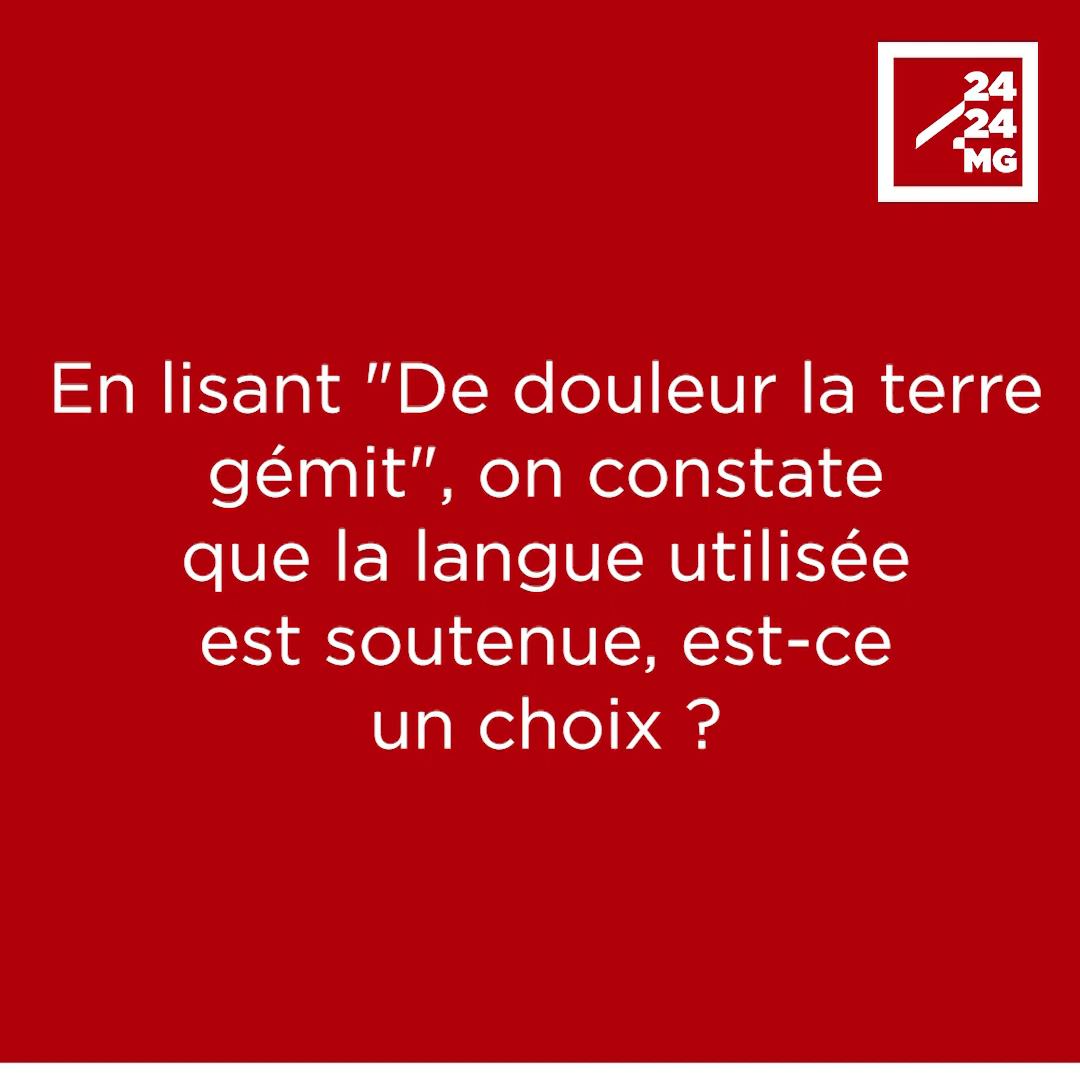 24
24
MG
En lisant "De douleur la terre
gémit", on constate
que la langue utilisée
est soutenue, est-ce
un choix ?